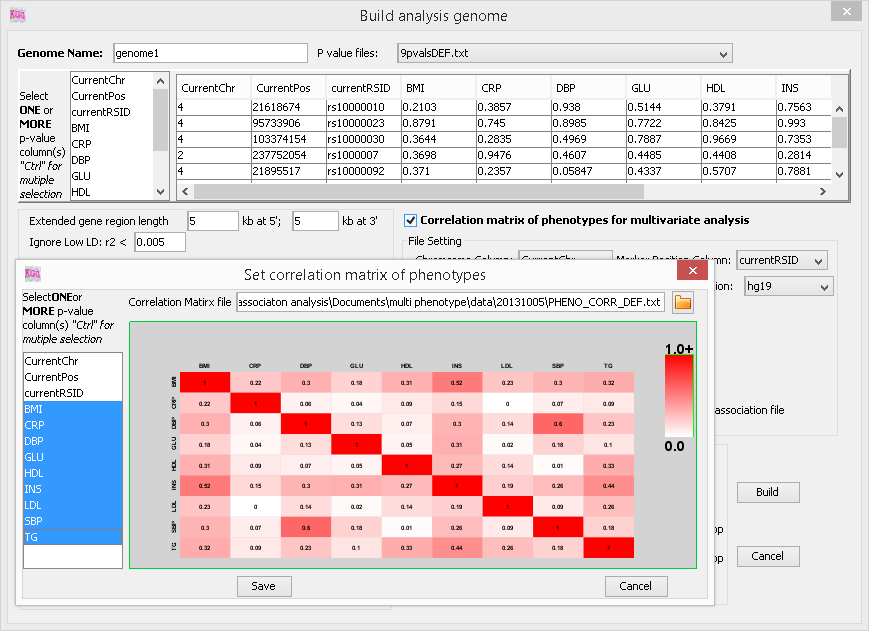 KGG
Build analysis genome
Genome Name: genome1 P value files: 9pvalsDEF.txt
Select
ONE or
MORE
p-value
column(s)
"Ctrl" for
mutiple
selection
CurrentChr
CurrentPos
currentRSID
BMI
CRP
DBP
GLU
HDL
CurrentChr CurrentPos currentRSID BMI CRP DBP GLU HDL INS
4 21618674 rs10000010 0.2103 0.3857 0.938 0.5144 0.3791 0.7563
4 95733906 rs10000023 0.8791 0.745 0.8985 0.7722 0.8425 0.993
4 103374154 rs10000030 0.3644 0.2835 0.4969 0.7887 0.9669 0.7353
2 237752054 rs1000007 0.3698 0.9476 0.4607 0.4485 0.4408 0.2814
4 21895517 rs10000092 0.371 0.2357 0.05847 0.4337 0.5707 0.7881
Extended gene region length 5 kb at 5'; 5 kb at 3'
Ignore Low LD: r2 < 0.005
Correlation matrix of phenotypes for multivariate analysis
File Setting
Chromosome Column: CurrentChr Marker Position Column: currentRSID
ion: hg19
association file
Build
op
op
Cancel
KGG
Set correlation matrix of phenotypes
SelectONEor
MORE p-value
column(s) "Ctrl" for
mutiple selection
CurrentChr
CurrentPos
currentRSID
BMI
CRP
DBP
GLU
HDL
INS
LDL
SBP
TG
Correlation Matirx file associaton analysis\Documents\multi phenotype\data\20131005\PHENO_CORR_DEF.txt
BMI CRP DBP GLU HDL INS LDL SBP TG
BMI 1 0.22 0.3 0.18 0.31 0.52 0.23 0.3 0.32
CRP 0.22 1 0.06 0.04 0.09 0.15 0 0.07 0.09
DBP 0.3 0.06 1 0.13 0.07 0.3 0.14 0.6 0.23
GLU 0.18 0.04 0.13 1 0.05 0.31 0.02 0.18 0.1
HDL 0.31 0.09 0.07 0.05 1 0.27 0.14 0.01 0.33
INS 0.52 0.15 0.3 0.31 0.27 1 0.19 0.26 0.44
LDL 0.23 0 0.14 0.02 0.14 0.19 1 0.09 0.26
SBP 0.3 0.07 0.6 0.18 0.01 0.26 0.09 1 0.18
TG 0.32 0.09 0.23 0.1 0.33 0.44 0.26 0.18 1
1.0+
0.0
Save Cancel